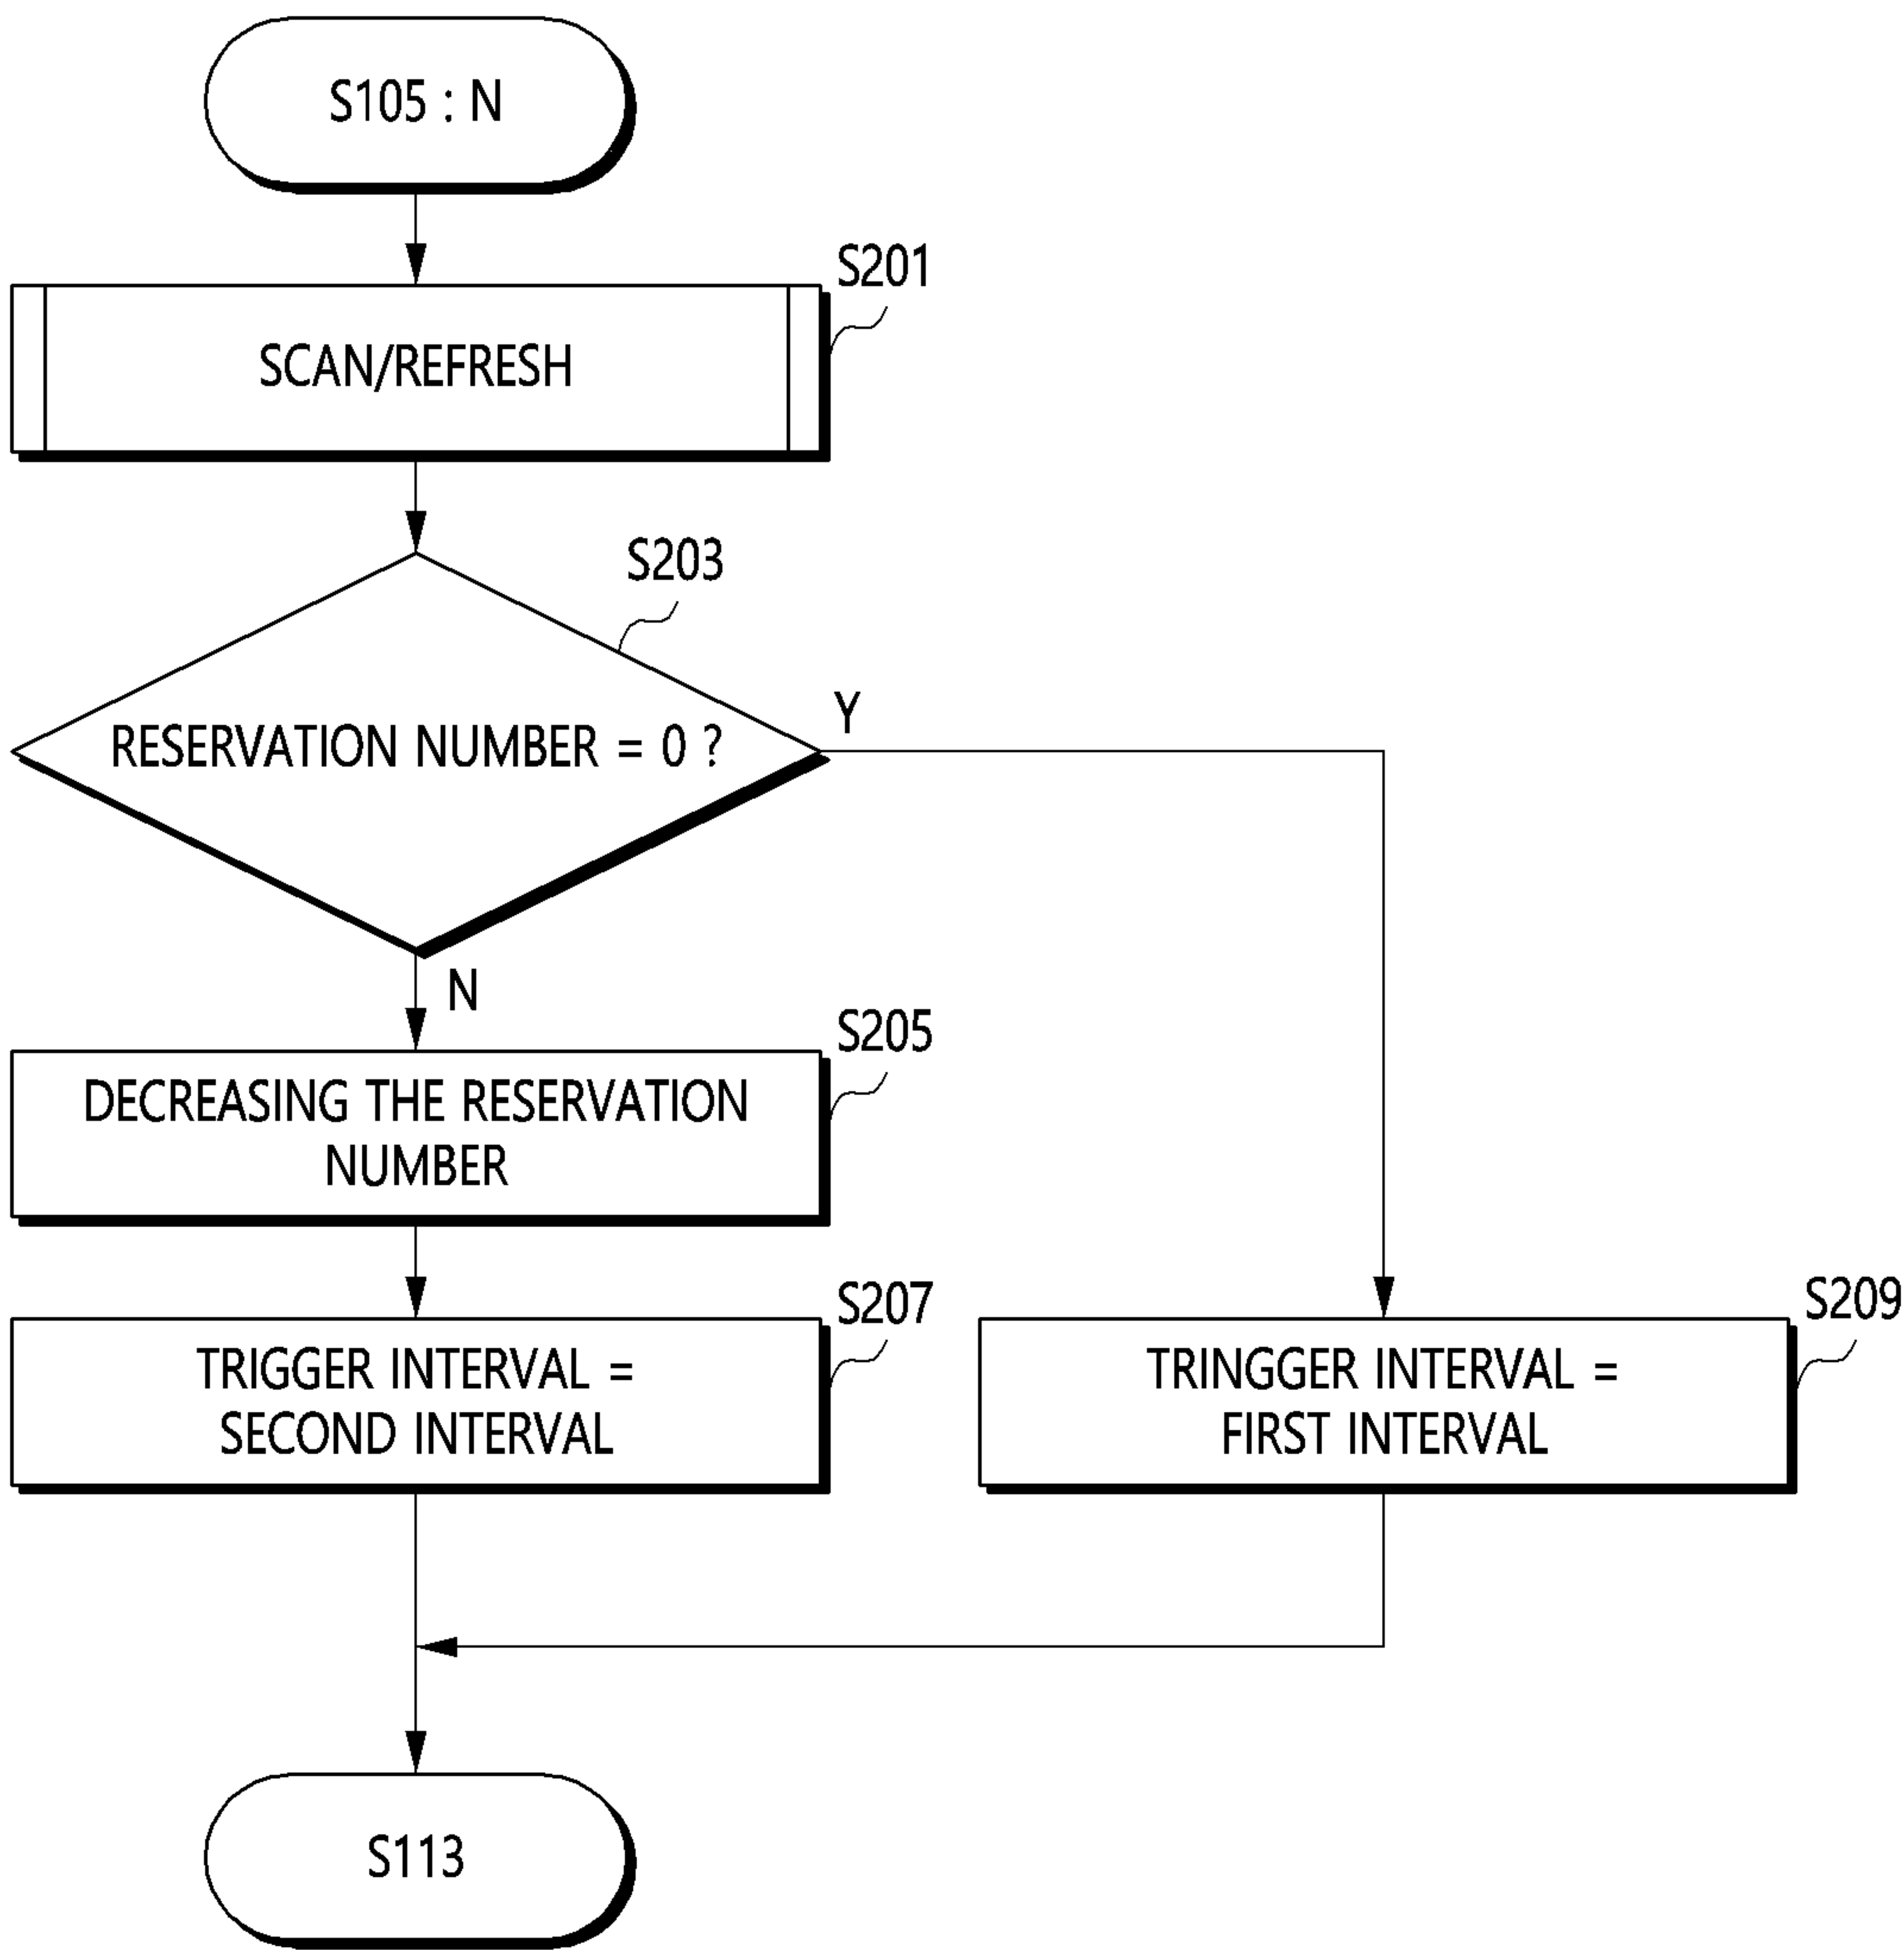 S105 : N
S201
SCAN/REFRESH
S203
RESERVATION NUMBER = 0 ?
Y
N
S205
DECREASING THE RESERVATION
NUMBER
S207
TRIGGER INTERVAL =
SECOND INTERVAL
S209
TRINGGER INTERVAL =
FIRST INTERVAL
S113